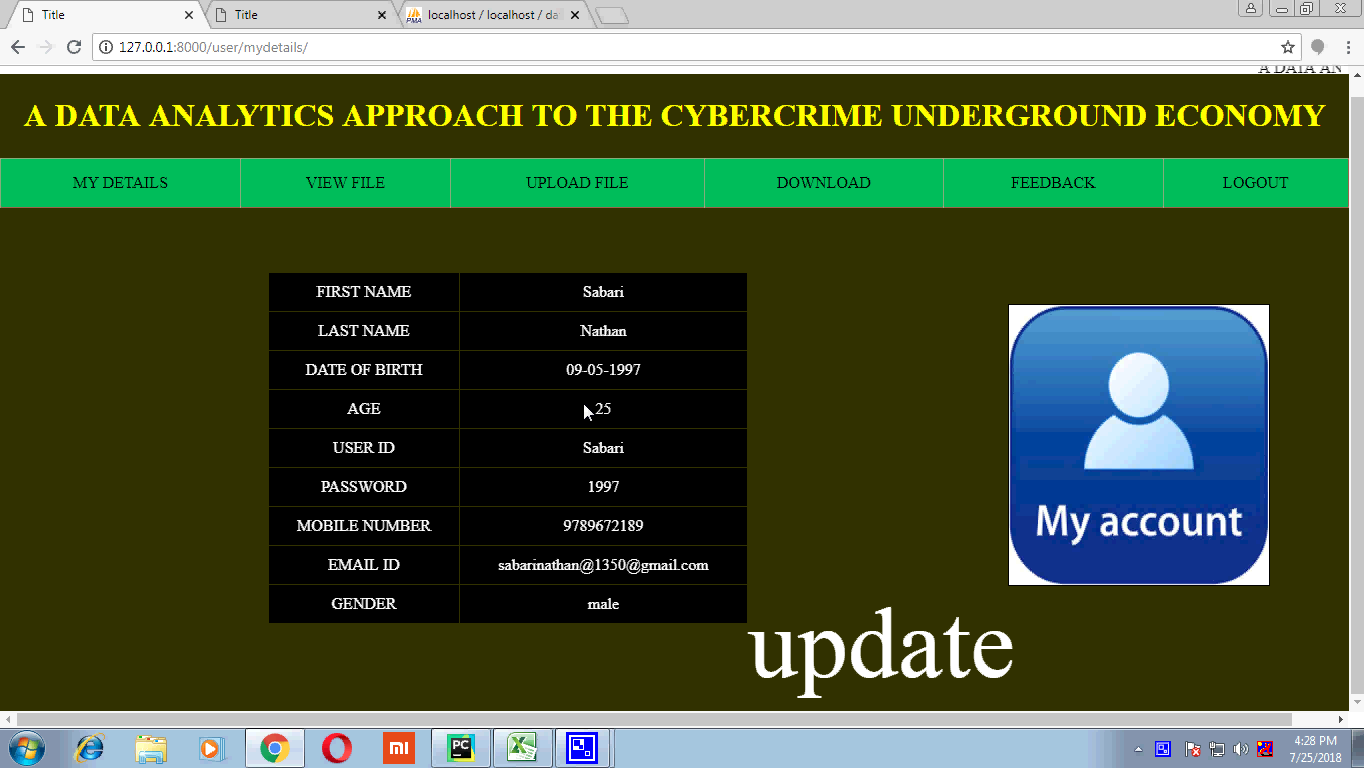 Title
Title
localhost / localhost / da
127.0.0.1:8000/user/mydetails/
A DATA AN
A DATA ANALYTICS APPROACH TO THE CYBERCRIME UNDERGROUND ECONOMY
MY DETAILS VIEW FILE UPLOAD FILE DOWNLOAD FEEDBACK LOGOUT
FIRST NAME Sabari
LAST NAME Nathan
DATE OF BIRTH 09-05-1997
AGE 25
USER ID Sabari
PASSWORD 1997
MOBILE NUMBER 9789672189
EMAIL ID sabarinathan@1350@gmail.com
GENDER male
My account
update
4:28 PM
7/25/2018